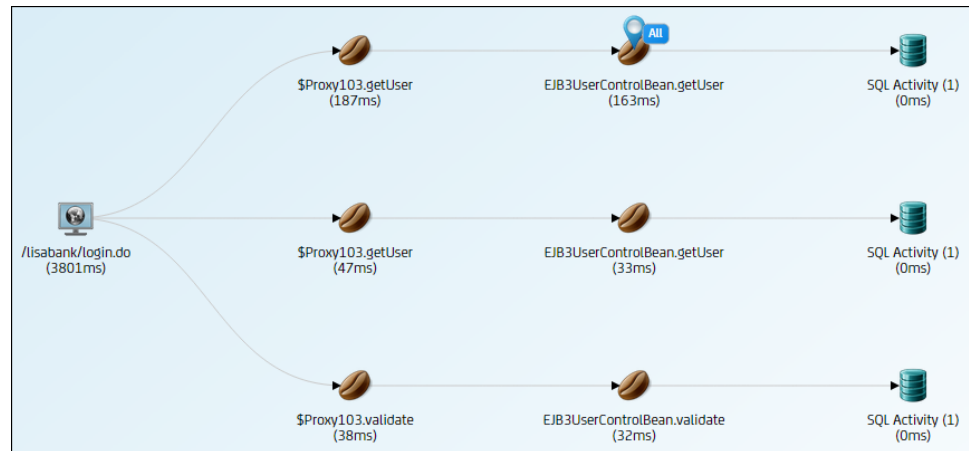 All
$Proxy103.getUser
(187ms)
EJB3UserControlBean.getUser
(163ms)
SQL Activity (1)
(0ms)
/lisabank/login.do
(3801ms)
$Proxy103.getUser
(47ms)
EJB3UserControlBean.getUser
(33ms)
SQL Activity (1)
(0ms)
$Proxy103.validate
(38ms)
EJB3UserControlBean.validate
(32ms)
SQL Activity (1)
(0ms)